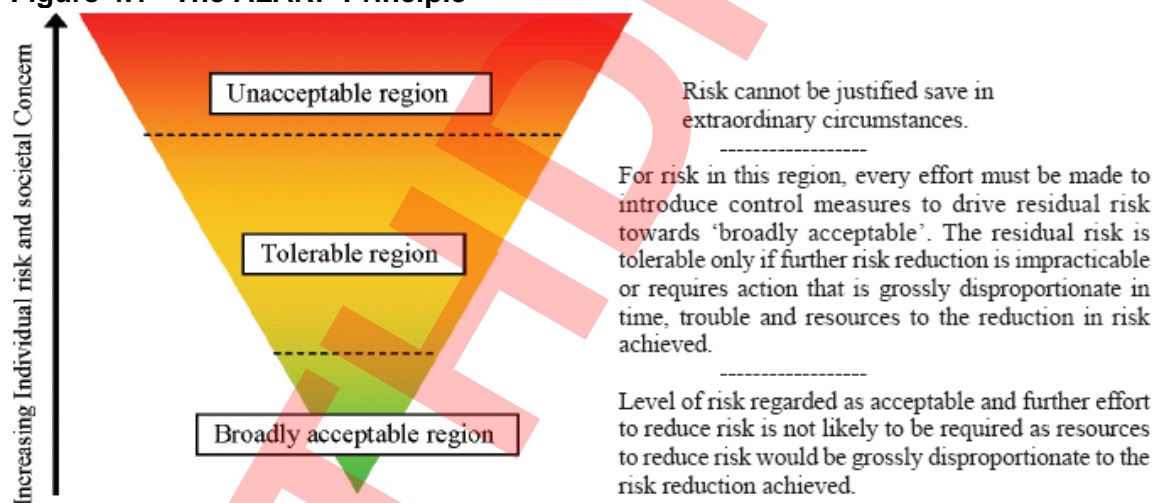 Figure 4.1 The ALARP Principle
Increasing Individual risk and societal Concern
Unacceptable region
Tolerable region
Broadly acceptable region
Risk cannot be justified save in
extraordinary circumstances.
------------------
For risk in this region, every effort must be made to
introduce control measures to drive residual risk
towards ‘broadly acceptable’. The residual risk is
tolerable only if further risk reduction is impracticable
or requires action that is grossly disproportionate in
time, trouble and resources to the reduction in risk
achieved.
------------------
Level of risk regarded as acceptable and further effort
to reduce risk is not likely to be required as resources
to reduce risk would be grossly disproportionate to the
risk reduction achieved.